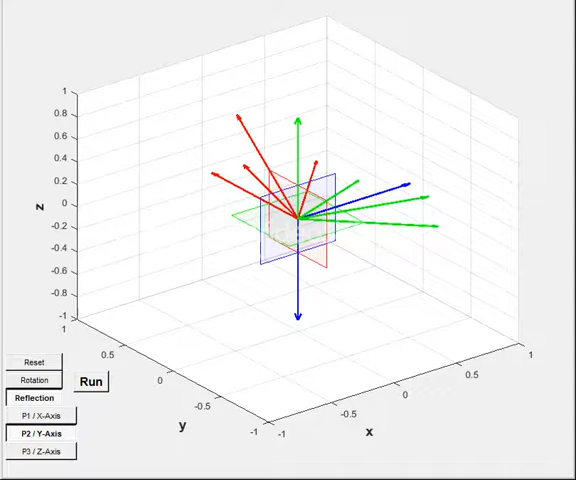 1
0.8
0.6
0.4
0.2
0
-0.2
-0.4
-0.6
-0.8
-1
z
1
0.5
0
-0.5
-1
y
-1
-0.5
0
0.5
1
x
Reset
Rotation
Run
Reflection
P1 / X-Axis
P2 / Y-Axis
P3 / Z-Axis